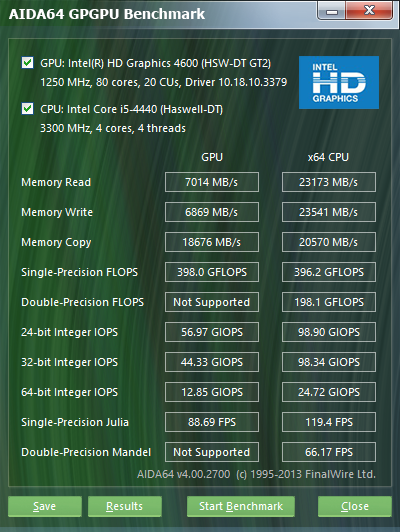 AIDA64 GPGPU Benchmark
GPU: Intel(R) HD Graphics 4600 (HSW-DT GT2)
1250 MHz, 80 cores, 20 CUs, Driver 10.18.10.3379
CPU: Intel Core i5-4440 (Haswell-DT)
3300 MHz, 4 cores, 4 threads
INTEL
HD
GRAPHICS
GPU x64 CPU
Memory Read 7014 MB/s 23173 MB/s
Memory Write 6869 MB/s 23541 MB/s
Memory Copy 18676 MB/s 20570 MB/s
Single-Precision FLOPS 398.0 GFLOPS 396.2 GFLOPS
Double-Precision FLOPS Not Supported 198.1 GFLOPS
24-bit Integer IOPS 56.97 GIOPS 98.90 GIOPS
32-bit Integer IOPS 44.33 GIOPS 98.34 GIOPS
64-bit Integer IOPS 12.85 GIOPS 24.72 GIOPS
Single-Precision Julia 88.69 FPS 119.4 FPS
Double-Precision Mandel Not Supported 66.17 FPS
AIDA64 v4.00.2700 (c) 1995-2013 FinalWire Ltd.
Save Results Start Benchmark Close